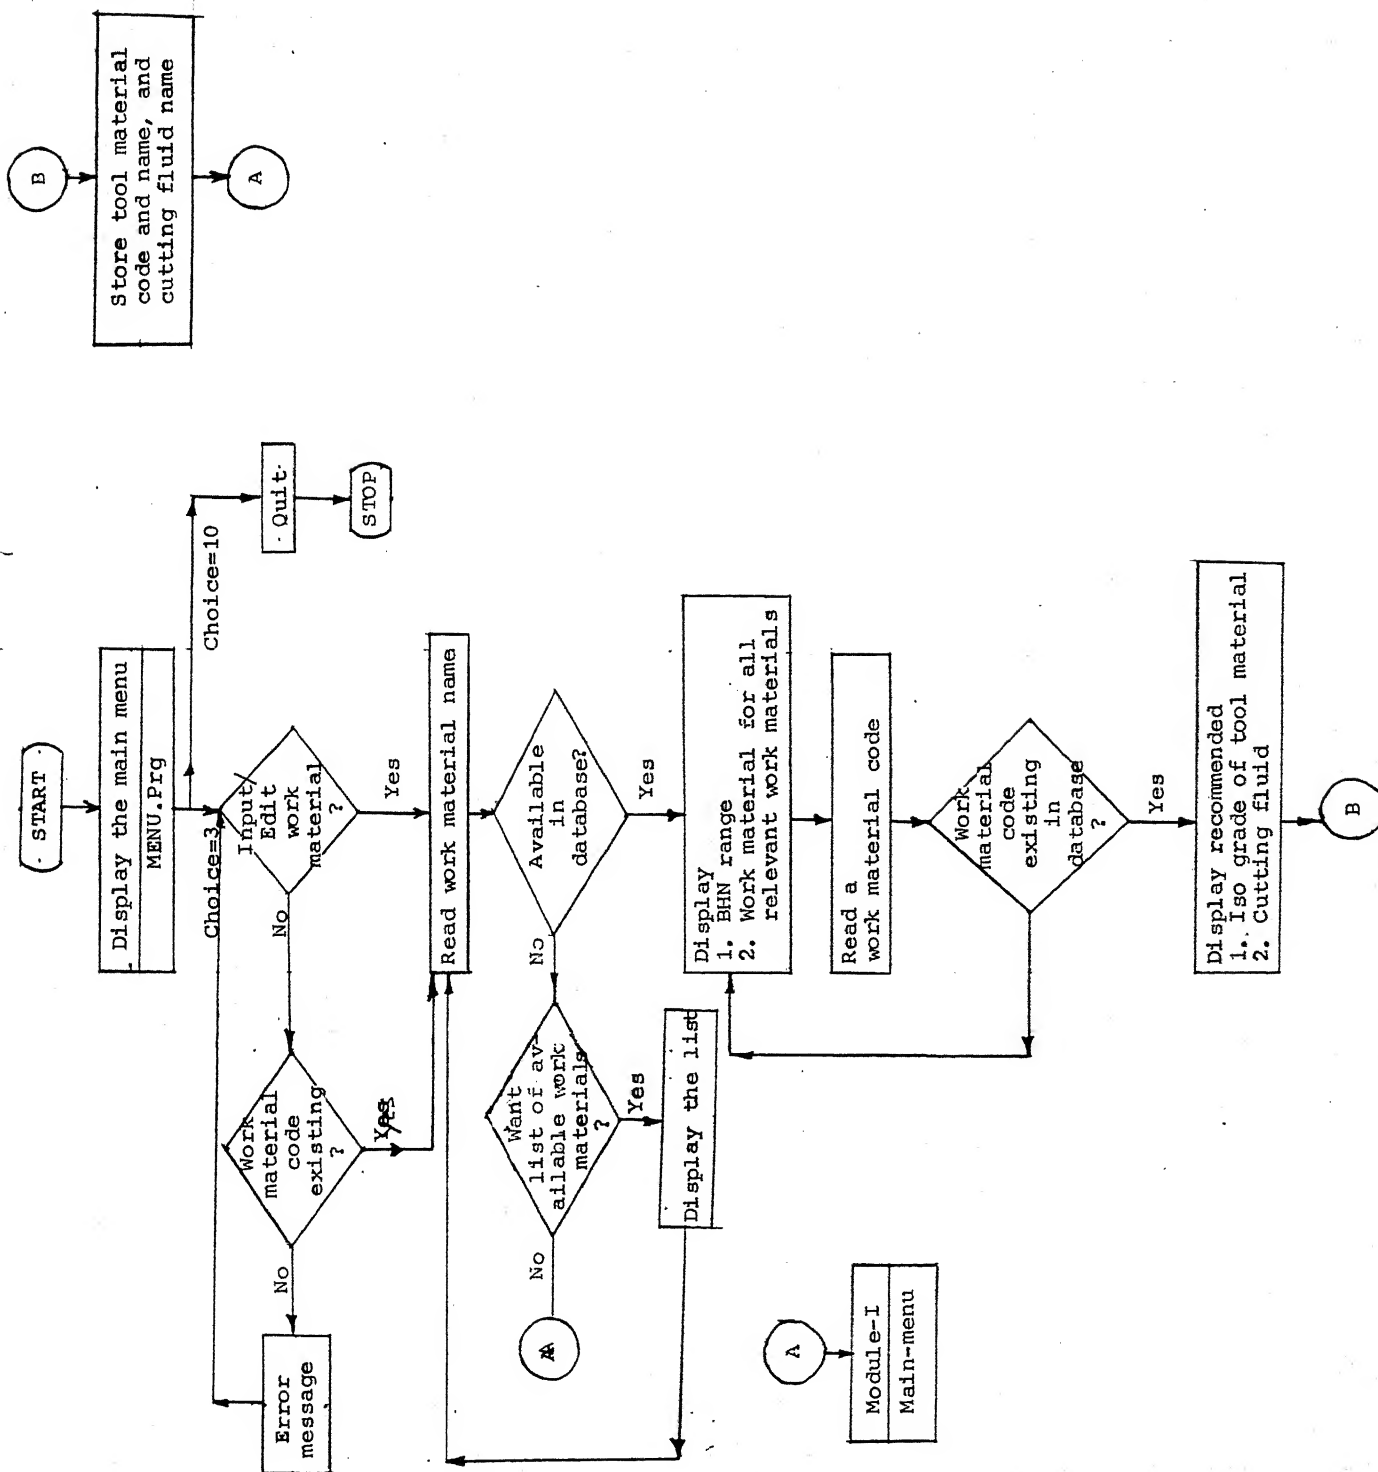 START
Display the main menu
MENU.Prg
Choice=3
Choice=10
Quit
STOP
Input/
Edit
work
material
?
No
Yes
Work
material
code
existing
?
No
Yes
Error
message
Read work material name
Available
in
database?
No
Yes
Want
list of av-
ailable work
materials
?
No
Yes
A
Display the list
Display
1. BHN range
2. Work material for all
relevant work materials
Read a
work material code
Work
material
code
existing
in
database
?
Yes
Display recommended
1. Iso grade of tool material
2. Cutting fluid
B
A
Module-I
Main-menu
B
Store tool material
code and name, and
cutting fluid name
A